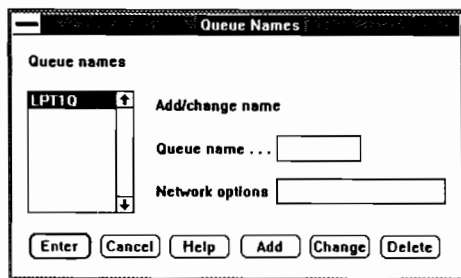 Queue Names
Queue names
LPT1Q
Add/change name
Queue name . . .
Network options
Enter Cancel Help Add Change Delete